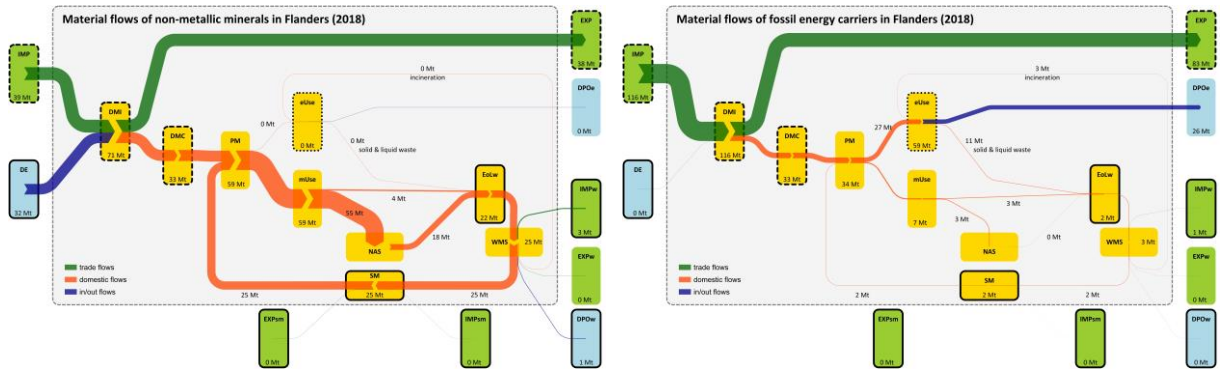 Material flows of non-metallic minerals in Flanders (2018)
EXP
38 Mt
IMP
39 Mt
0 Mt
incineration
DPOe
0 Mt
eUse
0 Mt
DMI
71 Mt
0 Mt
DMC
33 Mt
PM
59 Mt
0 Mt
solid & liquid waste
DE
32 Mt
mUse
59 Mt
4 Mt
EoLw
22 Mt
IMPw
3 Mt
55 Mt
18 Mt
NAS
WMS
25 Mt
EXPw
0 Mt
trade flows
domestic flows
in/out flows
SM
25 Mt
25 Mt
25 Mt
EXPsm
0 Mt
IMPsm
0 Mt
DPOw
1 Mt
Material flows of fossil energy carriers in Flanders (2018)
EXP
83 Mt
IMP
116 Mt
3 Mt
incineration
DPOe
26 Mt
eUse
59 Mt
DMI
116 Mt
27 Mt
DMC
33 Mt
PM
34 Mt
11 Mt
solid & liquid waste
DE
0 Mt
mUse
7 Mt
3 Mt
EoLw
2 Mt
IMPw
1 Mt
3 Mt
0 Mt
NAS
WMS
3 Mt
EXPw
0 Mt
trade flows
domestic flows
in/out flows
SM
2 Mt
2 Mt
2 Mt
EXPsm
0 Mt
IMPsm
0 Mt
DPOw
0 Mt